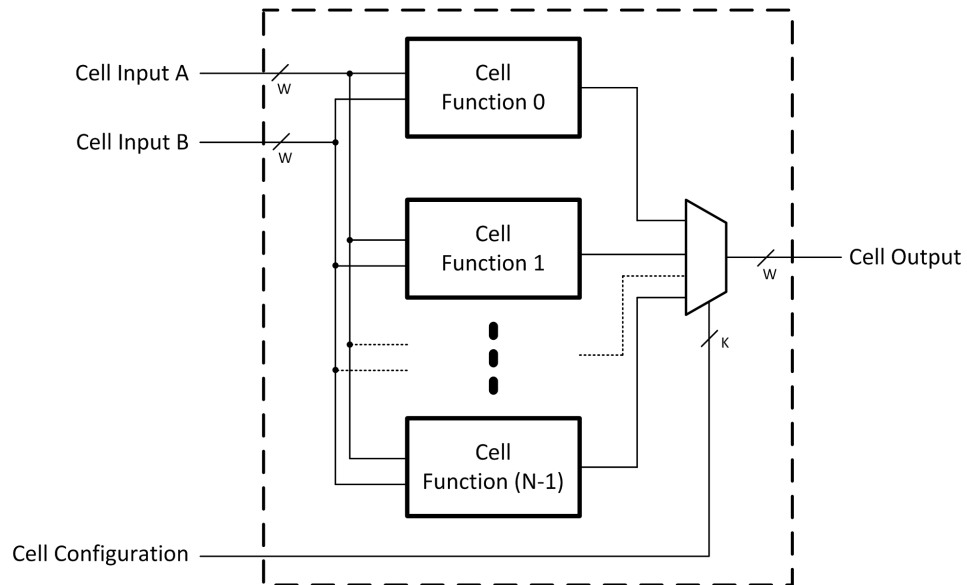 Cell
Function 0
Cell Input A
W
Cell Input B
W
Cell
Function 1
Cell Output
W
K
Cell
Function (N-1)
Cell Configuration